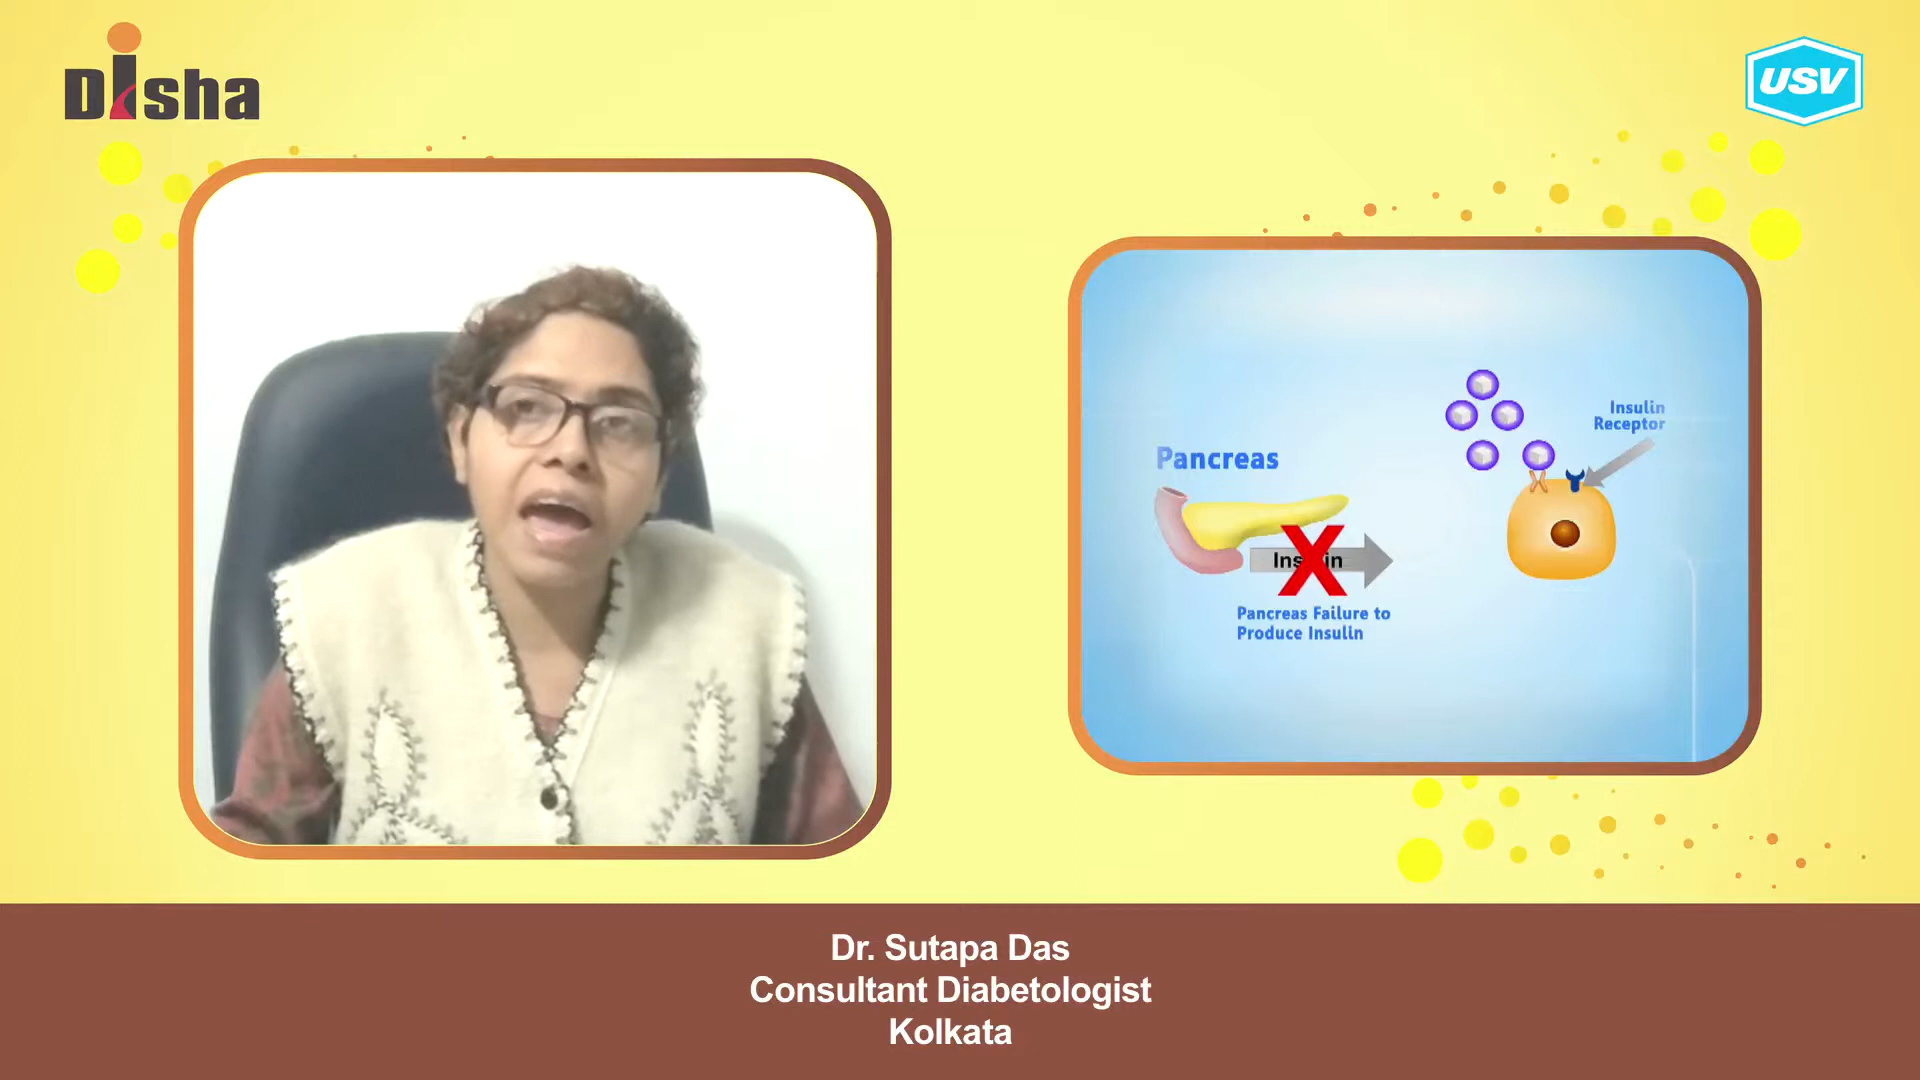 Disha
USV
Pancreas
Insulin
Receptor
Pancreas Failure to
Produce Insulin
Dr. Sutapa Das
Consultant Diabetologist
Kolkata